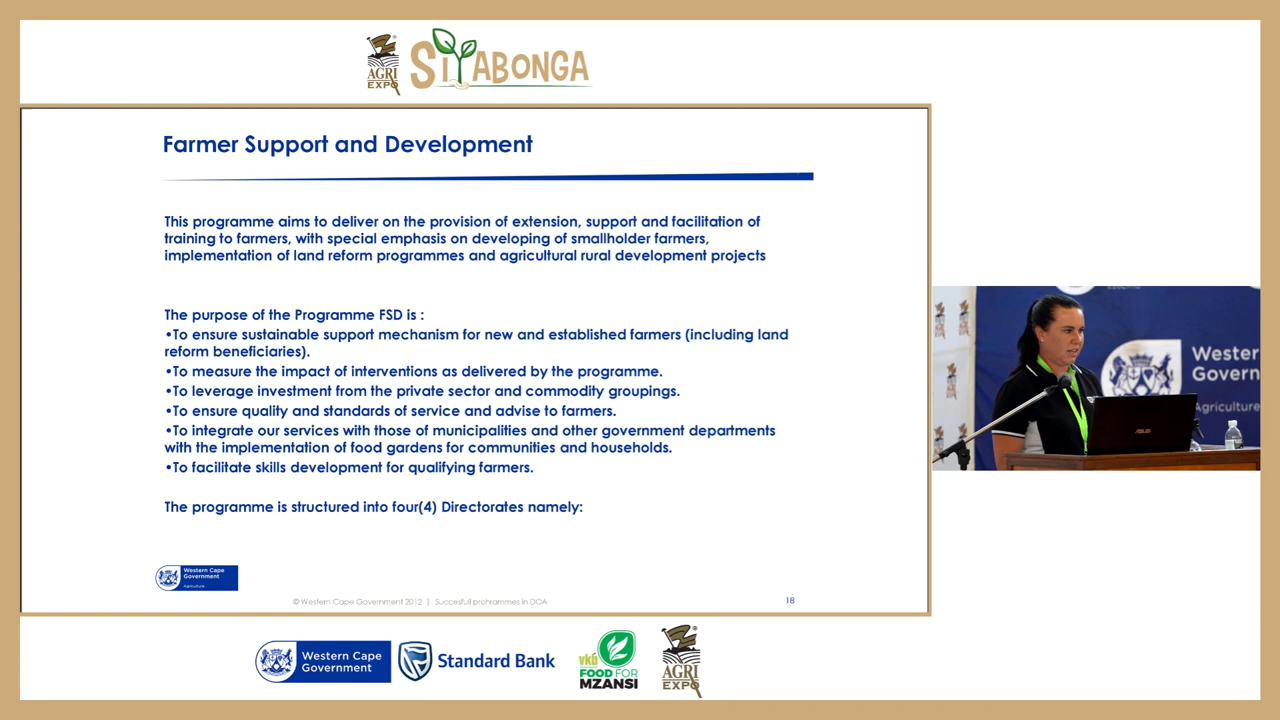 AGRI
EXPO
SIYABONGA
Farmer Support and Development
This programme aims to deliver on the provision of extension, support and facilitation of
training to farmers, with special emphasis on developing of smallholder farmers,
implementation of land reform programmes and agricultural rural development projects
The purpose of the Programme FSD is :
•To ensure sustainable support mechanism for new and established farmers (including land
reform beneficiaries).
•To measure the impact of interventions as delivered by the programme.
•To leverage investment from the private sector and commodity groupings.
•To ensure quality and standards of service and advise to farmers.
•To integrate our services with those of municipalities and other government departments
with the implementation of food gardens for communities and households.
•To facilitate skills development for qualifying farmers.
The programme is structured into four(4) Directorates namely:
Western Cape
Government
Agriculture
© Western Cape Government 2012 | Succesfull prohrammes in DOA
18
Wester
Govern
Agriculture
ASUS
Western Cape
Government
Standard Bank
vkb
FOOD FOR
MZANSI
AGRI
EXPO